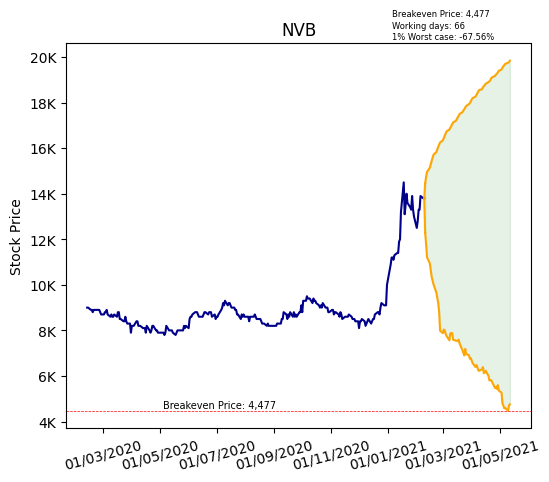 Breakeven Price: 4,477
Working days: 66
1% Worst case: -67.56%
NVB
Stock Price
20K
18K
16K
14K
12K
10K
8K
6K
4K
Breakeven Price: 4,477
01/03/2020
01/05/2020
01/07/2020
01/09/2020
01/11/2020
01/01/2021
01/03/2021
01/05/2021